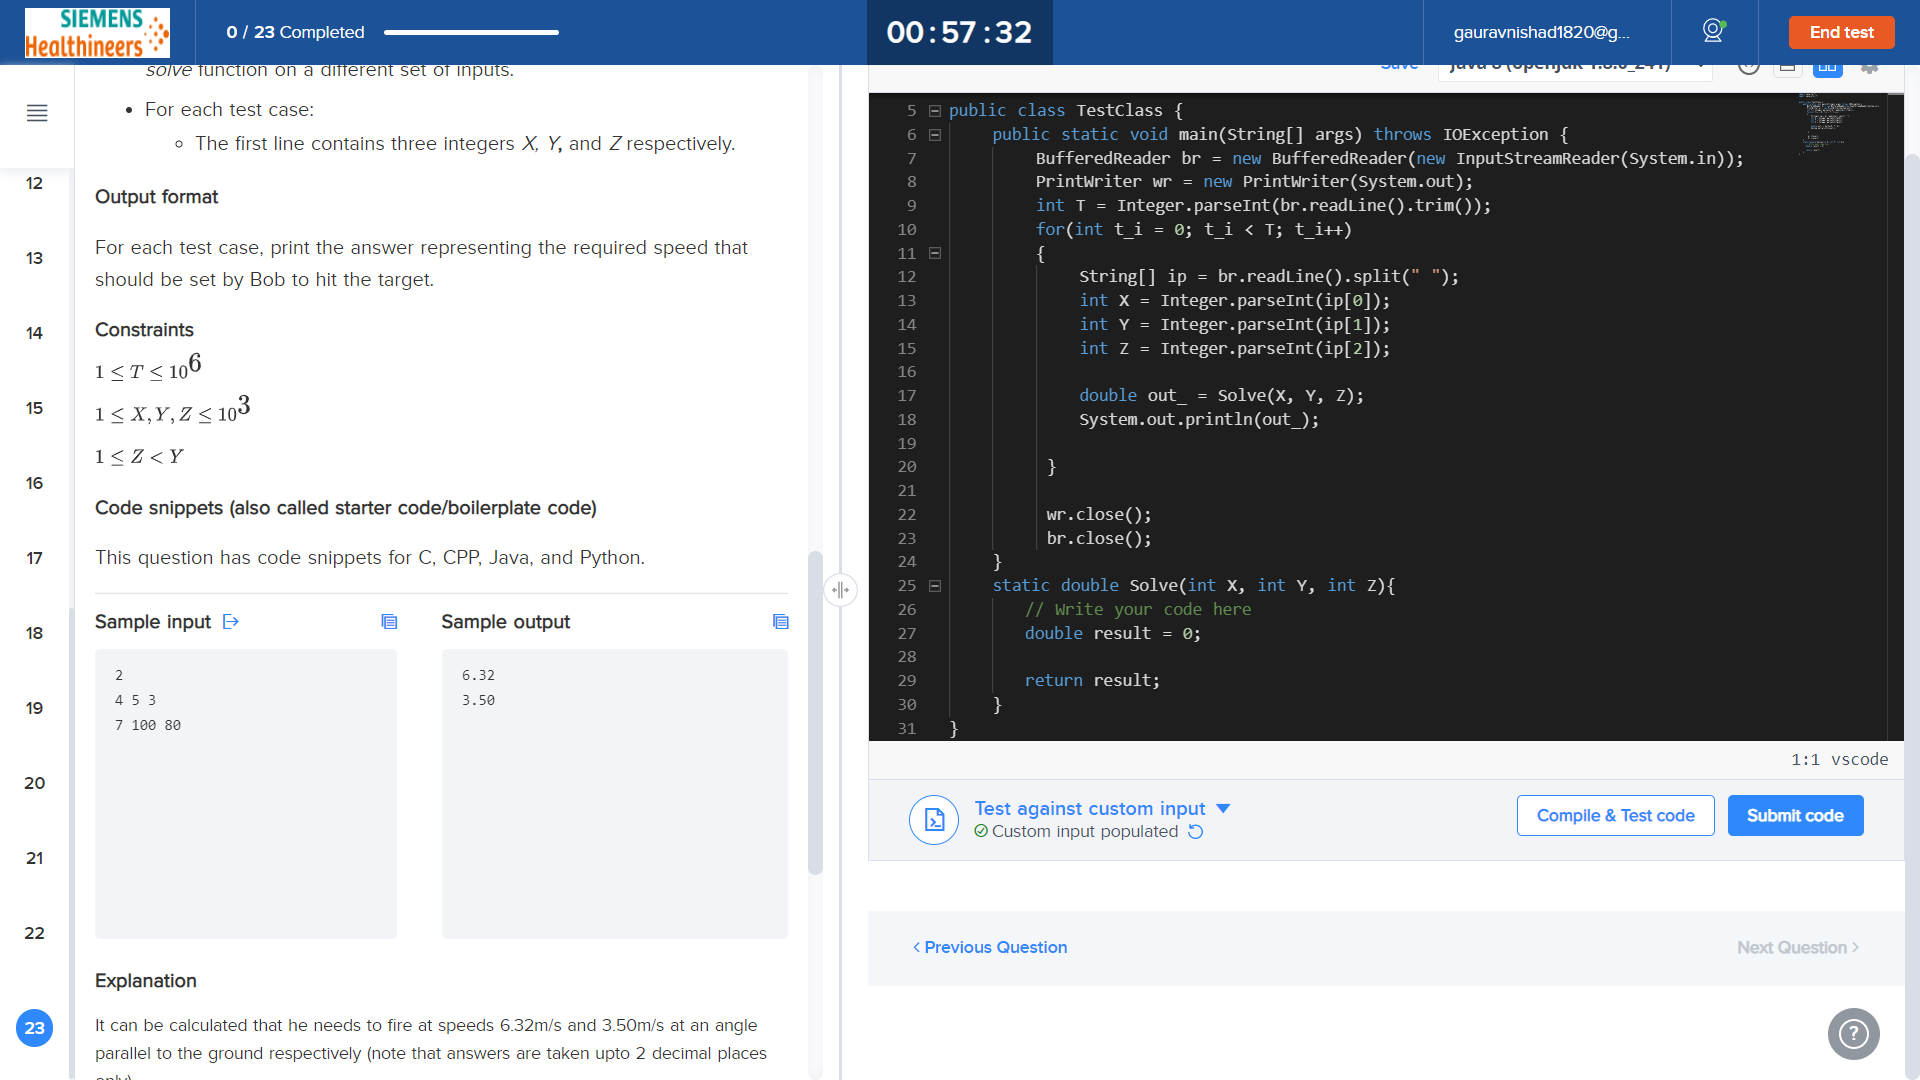 SIEMENS
Healthineers
0 / 23 Completed
00:57:32
gauravnishad1820@g...
End test
solve function on a different set of inputs.
For each test case:
The first line contains three integers X, Y, and Z respectively.
Output format
For each test case, print the answer representing the required speed that
should be set by Bob to hit the target.
Constraints
1 ≤ T ≤ 10^6
1 ≤ X, Y, Z ≤ 10^3
1 ≤ Z < Y
Code snippets (also called starter code/boilerplate code)
This question has code snippets for C, CPP, Java, and Python.
Sample input
Sample output
2
4 5 3
7 100 80
6.32
3.50
Explanation
It can be calculated that he needs to fire at speeds 6.32m/s and 3.50m/s at an angle
parallel to the ground respectively (note that answers are taken upto 2 decimal places
only)
12
13
14
15
16
17
18
19
20
21
22
23
Save
Java 8 (openjdk 1.8.0_241)
5 public class TestClass {
6 public static void main(String[] args) throws IOException {
7 BufferedReader br = new BufferedReader(new InputStreamReader(System.in));
8 PrintWriter wr = new PrintWriter(System.out);
9 int T = Integer.parseInt(br.readLine().trim());
10 for(int t_i = 0; t_i < T; t_i++)
11 {
12 String[] ip = br.readLine().split(" ");
13 int X = Integer.parseInt(ip[0]);
14 int Y = Integer.parseInt(ip[1]);
15 int Z = Integer.parseInt(ip[2]);
16
17 double out_ = Solve(X, Y, Z);
18 System.out.println(out_);
19
20 }
21
22 wr.close();
23 br.close();
24 }
25 static double Solve(int X, int Y, int Z){
26 // Write your code here
27 double result = 0;
28
29 return result;
30 }
31 }
1:1 vscode
Test against custom input
Custom input populated
Compile & Test code
Submit code
< Previous Question
Next Question >
?